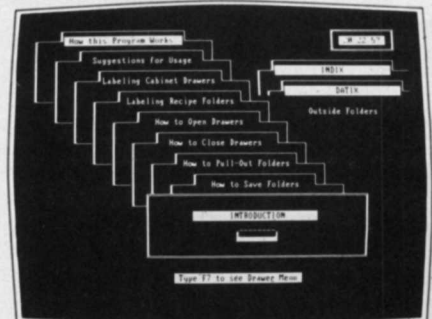 How this Program Works
Suggestions for Usage
Labeling Cabinet Drawers
Labeling Recipe Folders
How to Open Drawers
How to Close Drawers
How to Pull-Out Folders
How to Save Folders
INTRODUCTION
INDIX
DATIX
Outside Folders
Type F7 to see Drawer Menu